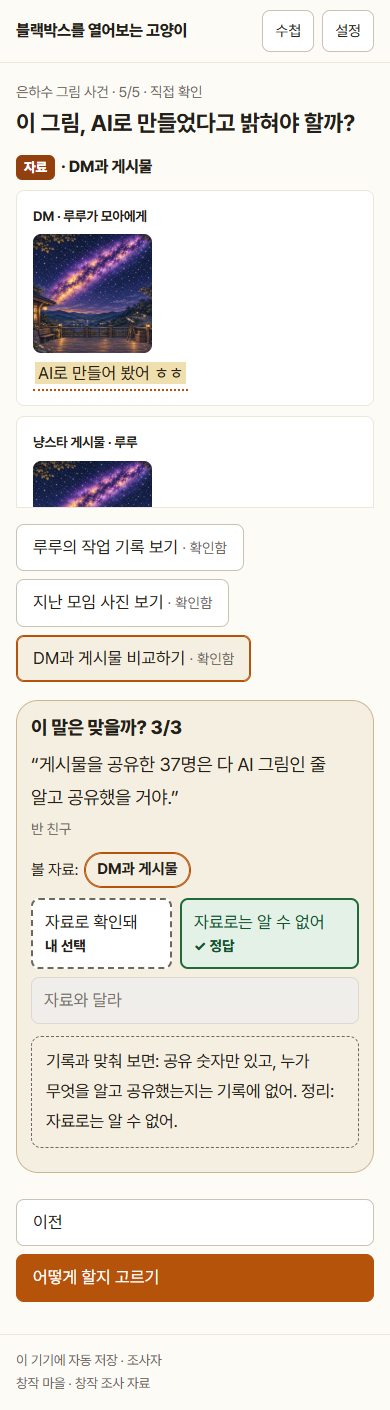 블랙박스를 열어보는 고양이
수첩
설정
은하수 그림 사건 · 5/5 · 직접 확인
이 그림, AI로 만들었다고 밝혀야 할까?
자료 · DM과 게시물
DM · 루루가 모아에게
AI로 만들어 봤어 ㅎㅎ
냥스타 게시물 · 루루
루루의 작업 기록 보기 · 확인함
지난 모임 사진 보기 · 확인함
DM과 게시물 비교하기 · 확인함
이 말은 맞을까? 3/3
“게시물을 공유한 37명은 다 AI 그림인 줄
알고 공유했을 거야.”
반 친구
볼 자료: DM과 게시물
자료로 확인돼
내 선택
자료로는 알 수 없어
✓ 정답
자료와 달라
기록과 맞춰 보면: 공유 숫자만 있고, 누가
무엇을 알고 공유했는지는 기록에 없어. 정리:
자료로는 알 수 없어.
이전
어떻게 할지 고르기
이 기기에 자동 저장 · 조사자
창작 마을 · 창작 조사 자료